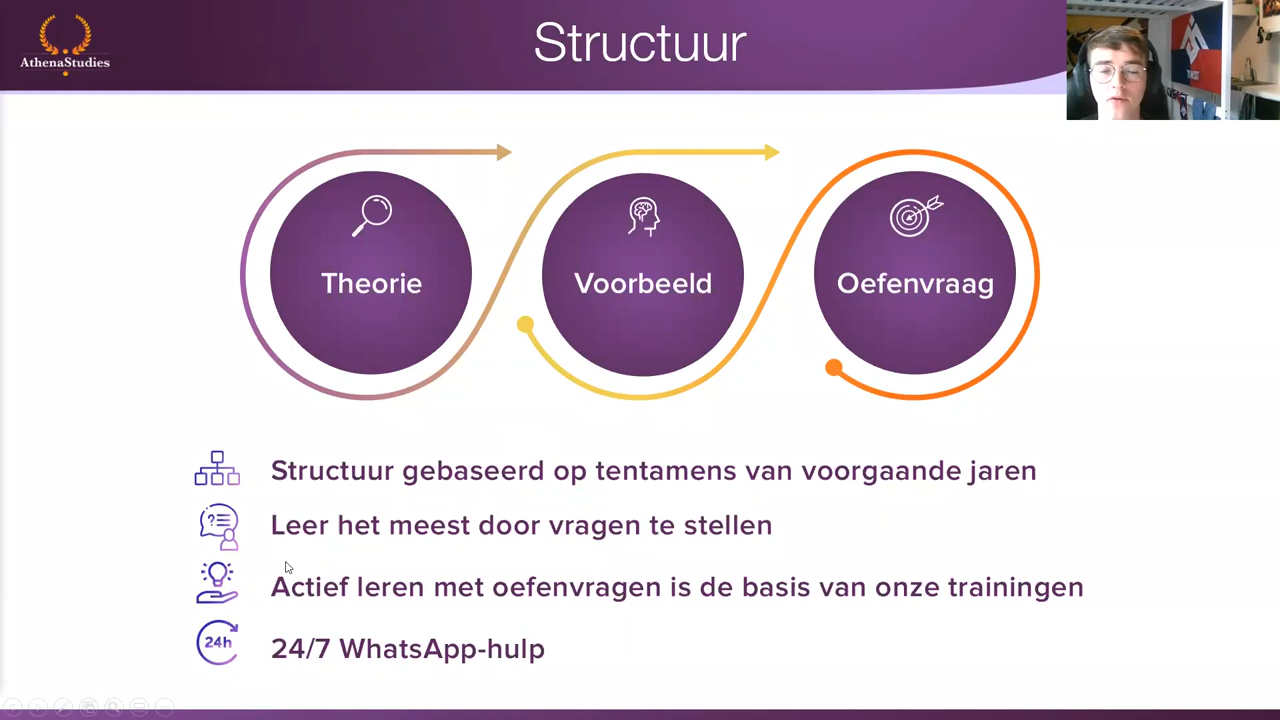 AthenaStudies
Structuur
Theorie
Voorbeeld
Oefenvraag
Structuur gebaseerd op tentamens van voorgaande jaren
Leer het meest door vragen te stellen
Actief leren met oefenvragen is de basis van onze trainingen
24h
24/7 WhatsApp-hulp